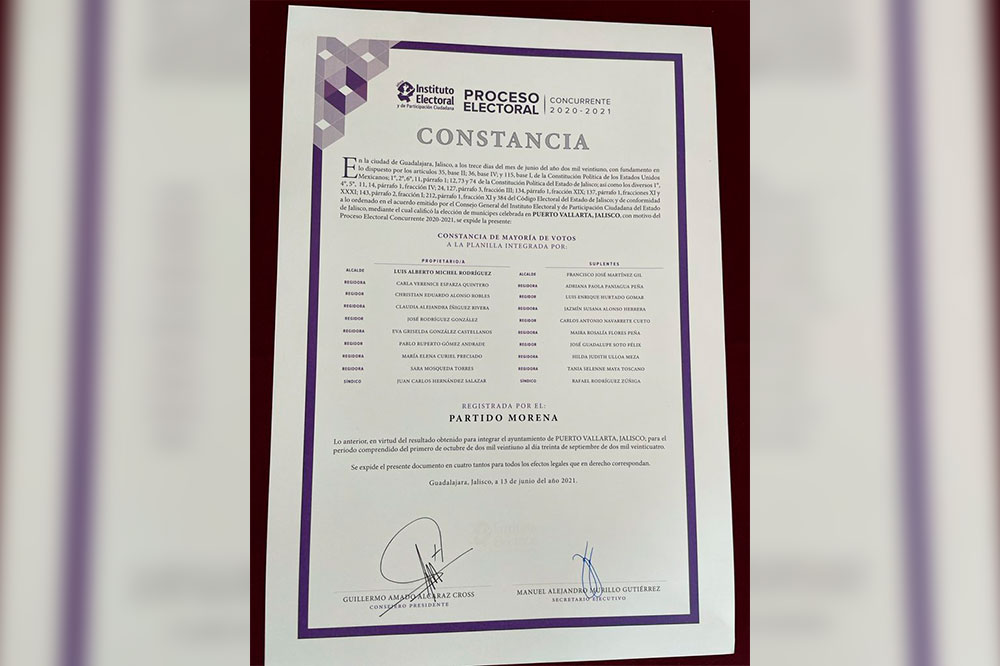 Instituto
Electoral
y de Participación Ciudadana
PROCESO
ELECTORAL
CONCURRENTE
2020-2021
CONSTANCIA
En la ciudad de Guadalajara, Jalisco, a los trece días del mes de junio del año dos mil veintiuno, con fundamento en
lo dispuesto por los artículos 35, base II; 36, base IV; y 115, base I, de la Constitución Política de los Estados Unidos
Mexicanos; 1°, 2°, 6°, 11, párrafo 1; 12, 73 y 74 de la Constitución Política del Estado de Jalisco; así como los diversos 1°,
4°, 5°, 11, 14, párrafo 1, fracción IV; 24, 127, párrafo 3, fracción III; 134, párrafo 1, fracción XIX; 137, párrafo 1, fracciones XI y
XXXI; 143, párrafo 2, fracción I; 212, párrafo 1, fracción XI y 384 del Código Electoral del Estado de Jalisco; y de conformidad
a lo ordenado en el acuerdo emitido por el Consejo General del Instituto Electoral y de Participación Ciudadana del Estado
de Jalisco, mediante el cual calificó la elección de munícipes celebrada en PUERTO VALLARTA, JALISCO, con motivo del
Proceso Electoral Concurrente 2020-2021, se expide la presente:
CONSTANCIA DE MAYORÍA DE VOTOS
A LA PLANILLA INTEGRADA POR:
PROPIETARIO/A SUPLENTES
ALCALDE LUIS ALBERTO MICHEL RODRÍGUEZ ALCALDE FRANCISCO JOSÉ MARTÍNEZ GIL
REGIDORA CARLA VERENICE ESPARZA QUINTERO REGIDORA ADRIANA PAOLA PANIAGUA PEÑA
REGIDOR CHRISTIAN EDUARDO ALONSO ROBLES REGIDOR LUIS ENRIQUE HURTADO GOMAR
REGIDORA CLAUDIA ALEJANDRA ÍÑIGUEZ RIVERA REGIDORA JAZMÍN SUSANA ALONSO HERRERA
REGIDOR JOSÉ RODRÍGUEZ GONZÁLEZ REGIDOR CARLOS ANTONIO NAVARRETE CUETO
REGIDORA EVA GRISELDA GONZÁLEZ CASTELLANOS REGIDORA MAIRA ROSALÍA FLORES PEÑA
REGIDOR PABLO RUPERTO GÓMEZ ANDRADE REGIDOR JOSÉ GUADALUPE SOTO FÉLIX
REGIDORA MARÍA ELENA CURIEL PRECIADO REGIDORA HILDA JUDITH ULLOA MEZA
REGIDORA SARA MOSQUEDA TORRES REGIDORA TANIA SELENNE MAYA TOSCANO
SÍNDICO JUAN CARLOS HERNÁNDEZ SALAZAR SÍNDICO RAFAEL RODRÍGUEZ ZÚÑIGA
REGISTRADA POR EL:
PARTIDO MORENA
Lo anterior, en virtud del resultado obtenido para integrar el ayuntamiento de PUERTO VALLARTA, JALISCO; para el
periodo comprendido del primero de octubre de dos mil veintiuno al día treinta de septiembre de dos mil veinticuatro.
Se expide el presente documento en cuatro tantos para todos los efectos legales que en derecho correspondan.
Guadalajara, Jalisco, a 13 de junio del año 2021.
Instituto
Electoral
GUILLERMO AMADO ALCARAZ CROSS
CONSEJERO PRESIDENTE
MANUEL ALEJANDRO MURILLO GUTIÉRREZ
SECRETARIO EJECUTIVO